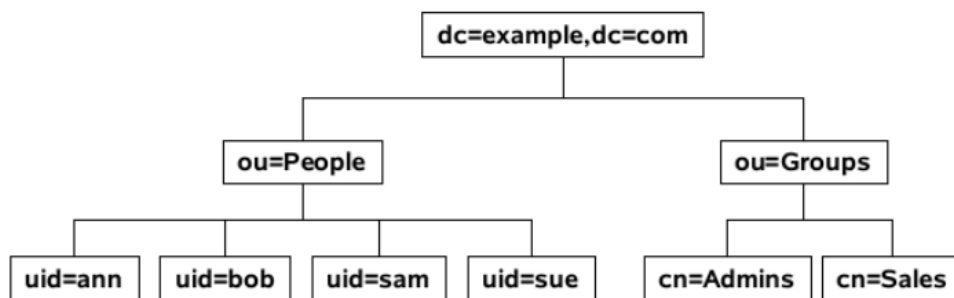 dc=example,dc=com
ou=People
ou=Groups
uid=ann
uid=bob
uid=sam
uid=sue
cn=Admins
cn=Sales